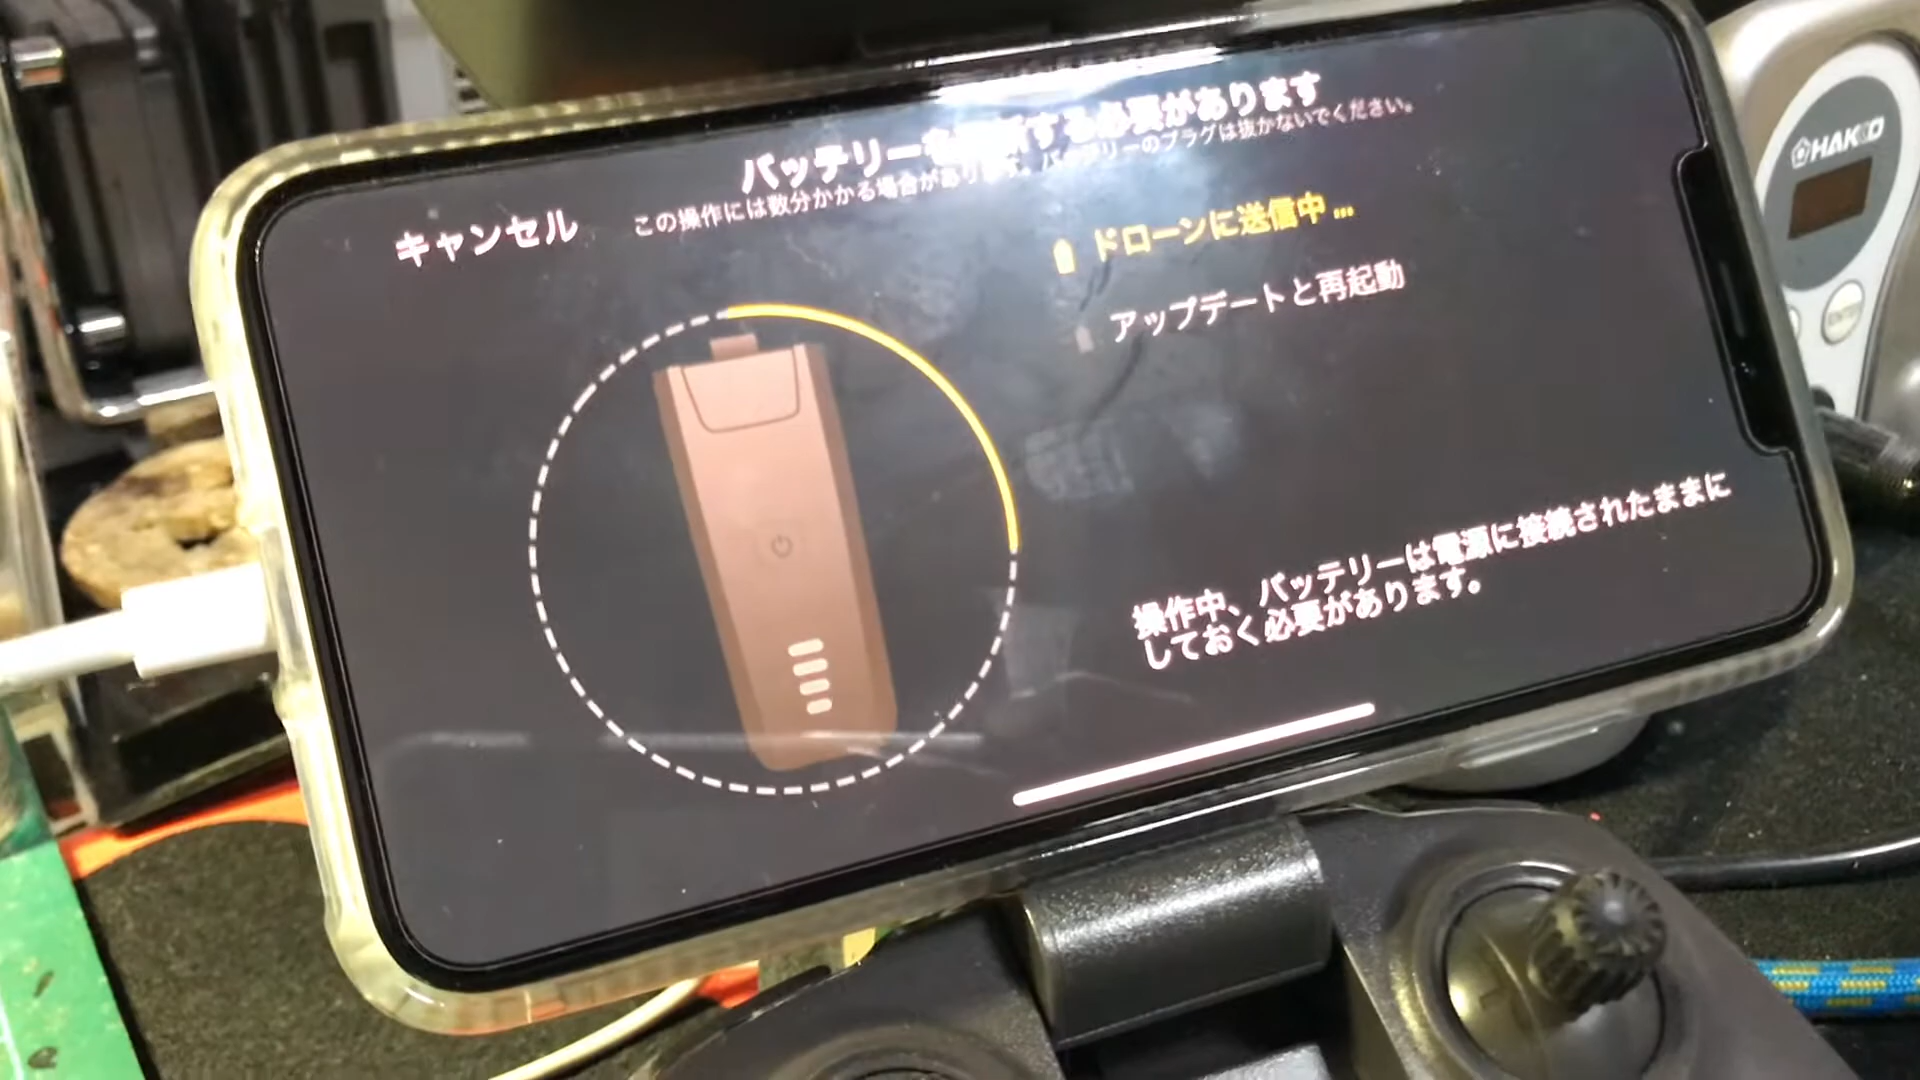 バッテリーを更新する必要があります
この操作には数分かかる場合があります。バッテリーのプラグは抜かないでください。
キャンセル
ドローンに送信中...
アップデートと再起動
操作中、バッテリーは電源に接続されたままに
しておく必要があります。
HAKKO
ENTER